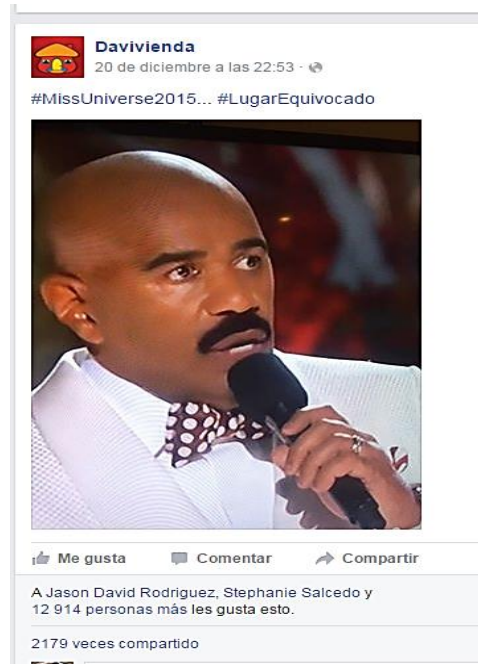 Davivienda
20 de diciembre a las 22:53 ·
#MissUniverse2015... #LugarEquivocado
Me gusta Comentar Compartir
A Jason David Rodriguez, Stephanie Salcedo y
12 914 personas más les gusta esto.
2179 veces compartido